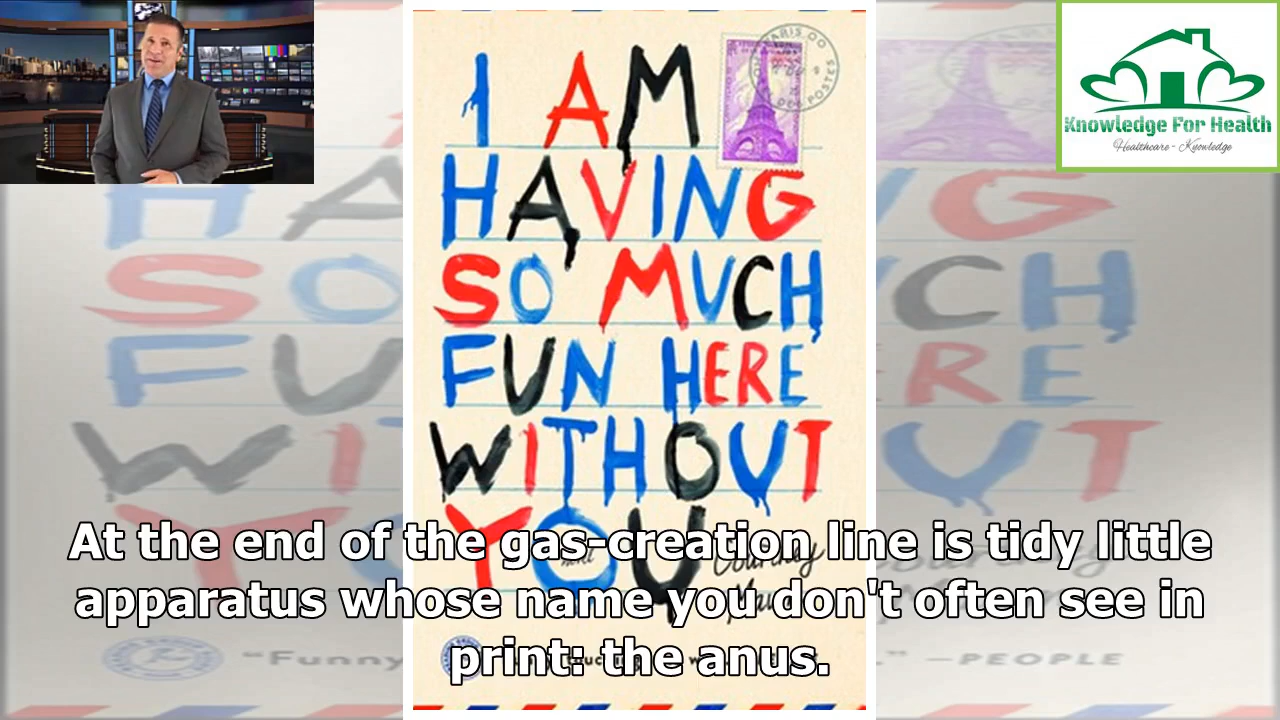 I AM
HAVING
SO MUCH
FUN HERE
WITHOUT
YOU
Courtney
Knowledge For Health
Healthcare - Knowledge
At the end of the gas-creation line is tidy little
apparatus whose name you don't often see in
print: the anus.
"Funny
—PEOPLE